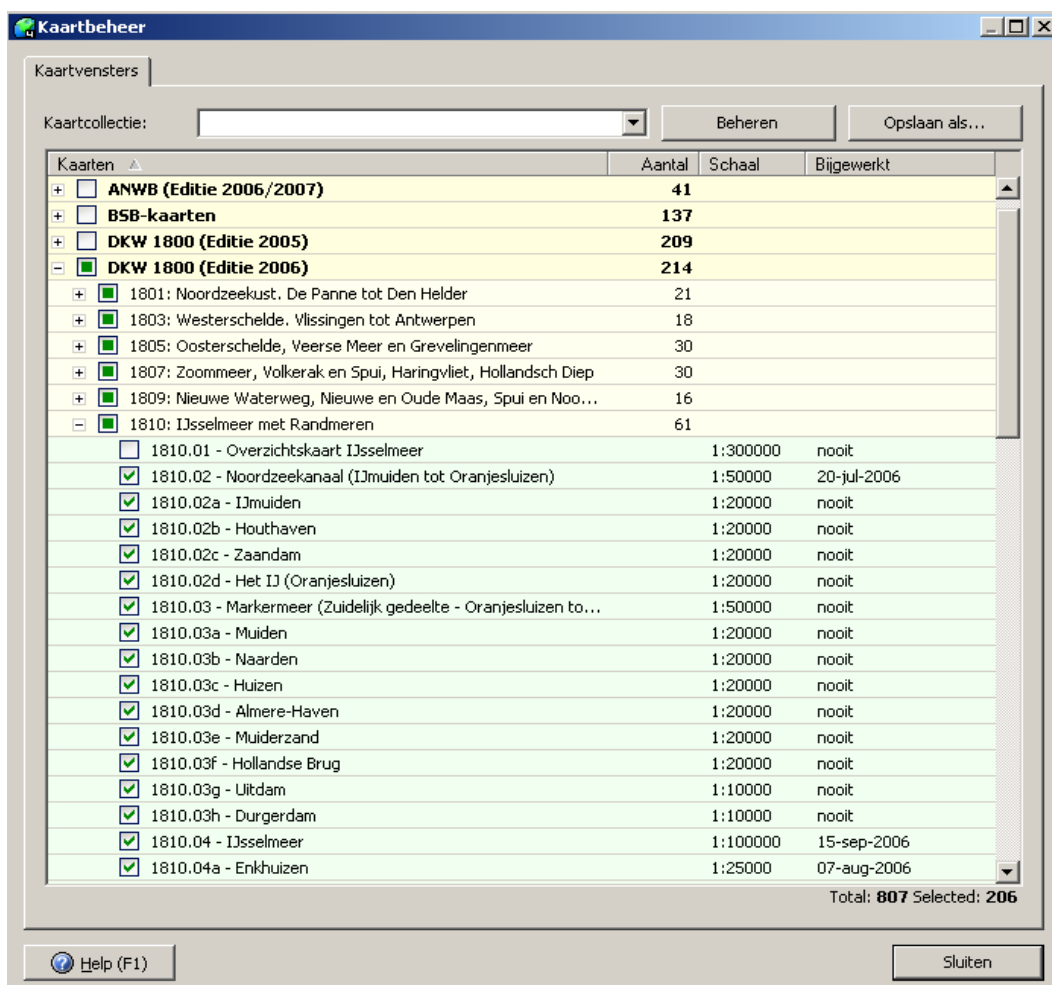 Kaartbeheer
Kaartvensters
Kaartcollectie: Beheren Opslaan als...
Kaarten Aantal Schaal Bijgewerkt
ANWB (Editie 2006/2007) 41
BSB-kaarten 137
DKW 1800 (Editie 2005) 209
DKW 1800 (Editie 2006) 214
1801: Noordzeekust. De Panne tot Den Helder 21
1803: Westerschelde. Vlissingen tot Antwerpen 18
1805: Oosterschelde, Veerse Meer en Grevelingenmeer 30
1807: Zoommeer, Volkerak en Spui, Haringvliet, Hollandsch Diep 30
1809: Nieuwe Waterweg, Nieuwe en Oude Maas, Spui en Noo... 16
1810: IJsselmeer met Randmeren 61
1810.01 - Overzichtskaart IJsselmeer 1:300000 nooit
1810.02 - Noordzeekanaal (IJmuiden tot Oranjesluizen) 1:50000 20-jul-2006
1810.02a - IJmuiden 1:20000 nooit
1810.02b - Houthaven 1:20000 nooit
1810.02c - Zaandam 1:20000 nooit
1810.02d - Het IJ (Oranjesluizen) 1:20000 nooit
1810.03 - Markermeer (Zuidelijk gedeelte - Oranjesluizen to... 1:50000 nooit
1810.03a - Muiden 1:20000 nooit
1810.03b - Naarden 1:20000 nooit
1810.03c - Huizen 1:20000 nooit
1810.03d - Almere-Haven 1:20000 nooit
1810.03e - Muiderzand 1:20000 nooit
1810.03f - Hollandse Brug 1:20000 nooit
1810.03g - Uitdam 1:10000 nooit
1810.03h - Durgerdam 1:10000 nooit
1810.04 - IJsselmeer 1:100000 15-sep-2006
1810.04a - Enkhuizen 1:25000 07-aug-2006
Total: 807 Selected: 206
Help (F1) Sluiten